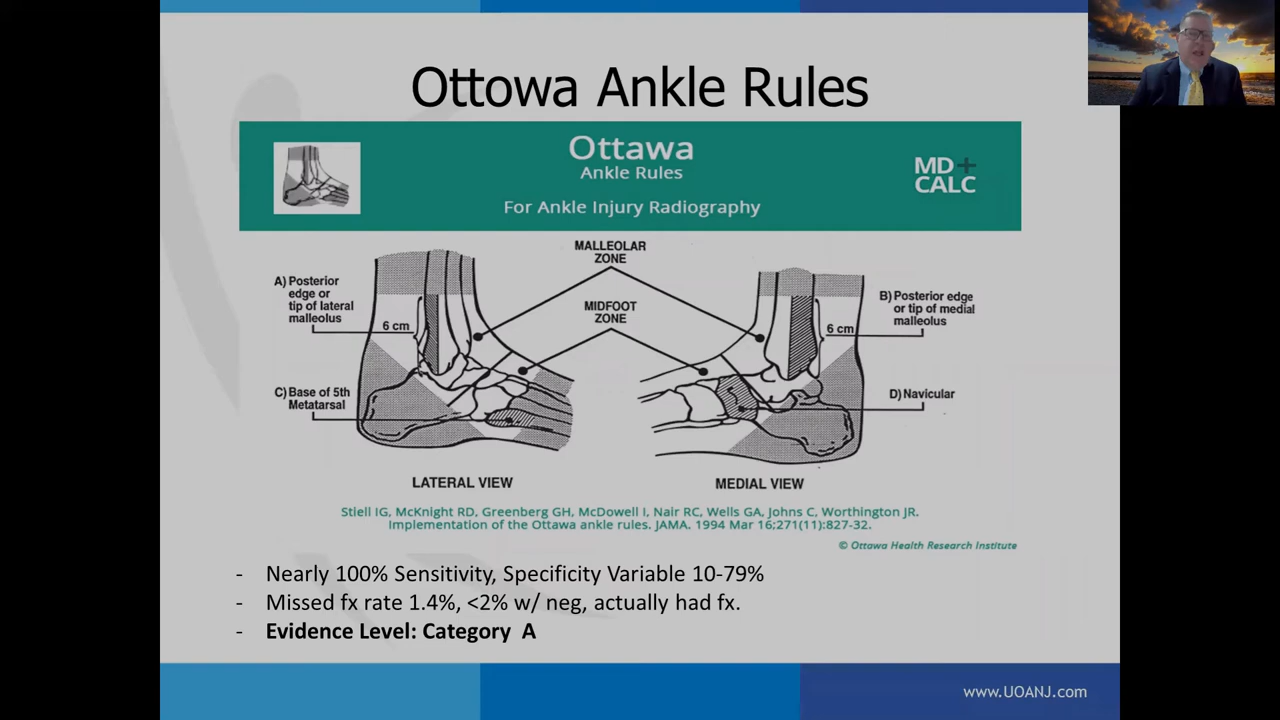 Ottowa Ankle Rules
Ottawa
Ankle Rules
For Ankle Injury Radiography
MD+
CALC
MALLEOLAR
ZONE
MIDFOOT
ZONE
A) Posterior
edge or
tip of lateral
malleolus
6 cm
C) Base of 5th
Metatarsal
B) Posterior edge
or tip of medial
malleolus
6 cm
D) Navicular
LATERAL VIEW
MEDIAL VIEW
Stiell IG, McKnight RD, Greenberg GH, McDowell I, Nair RC, Wells GA, Johns C, Worthington JR.
Implementation of the Ottawa ankle rules. JAMA. 1994 Mar 16;271(11):827-32.
© Ottawa Health Research Institute
- Nearly 100% Sensitivity, Specificity Variable 10-79%
- Missed fx rate 1.4%, <2% w/ neg, actually had fx.
- Evidence Level: Category A
www.UOANJ.com